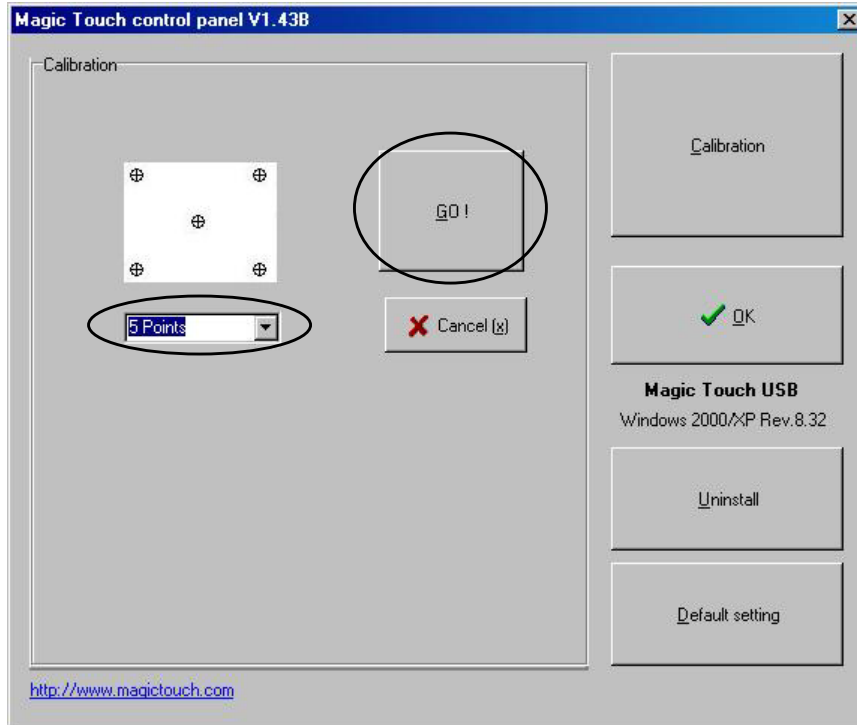 Magic Touch control panel V1.43B
Calibration
GO !
5 Points
Cancel (x)
Calibration
OK
Magic Touch USB
Windows 2000/XP Rev.8.32
Uninstall
Default setting
http://www.magictouch.com